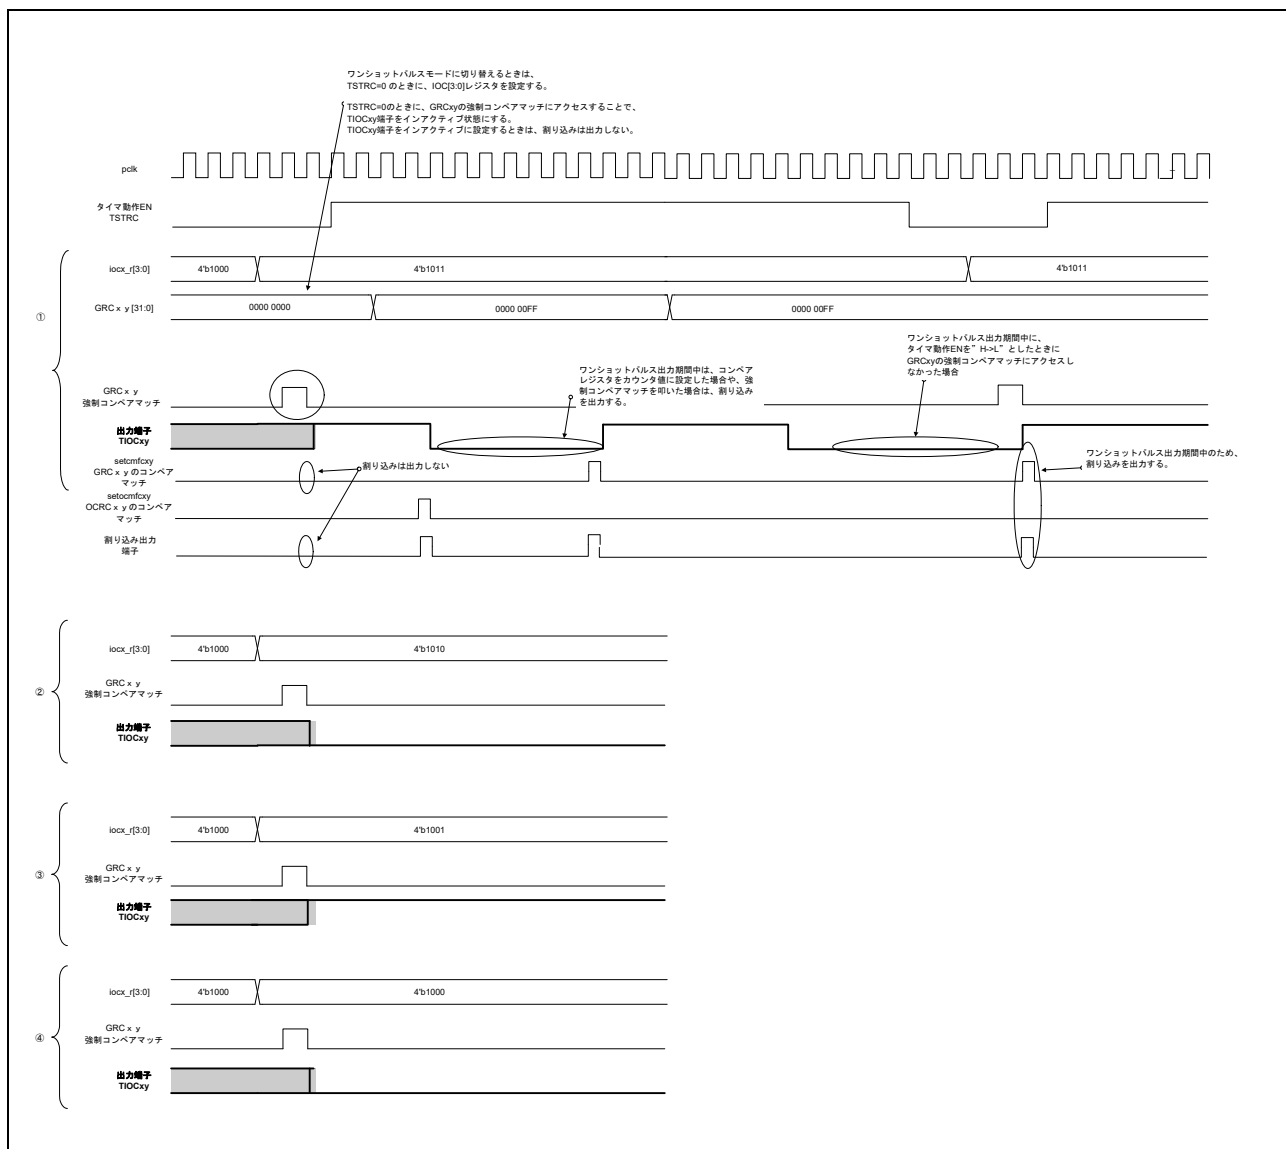 ワンショットパルスモードに切り替えるときは、
TSTRC=0 のときに、IOC[3:0]レジスタを設定する。
TSTRC=0のときに、GRCxyの強制コンペアマッチにアクセスすることで、
TIOCxy端子をインアクティブ状態にする。
TIOCxy端子をインアクティブに設定するときは、割り込みは出力しない。
pclk
タイマ動作EN
TSTRC
①
iocx_r[3:0]
4'b1000
4'b1011
4'b1011
GRC x y [31:0]
0000 0000
0000 00FF
0000 00FF
ワンショットパルス出力期間中に、
タイマ動作ENを”H->L”としたときに
GRCxyの強制コンペアマッチにアクセスし
なかった場合
ワンショットパルス出力期間中は、コンペア
レジスタをカウンタ値に設定した場合や、強
制コンペアマッチを叩いた場合は、割り込み
を出力する。
GRC x y
強制コンペアマッチ
出力端子
TIOCxy
setcmfcxy
GRC x y のコンペア
マッチ
割り込みは出力しない
ワンショットパルス出力期間中のため、
割り込みを出力する。
setocmfcxy
OCRC x y のコンペア
マッチ
割り込み出力
端子
②
iocx_r[3:0]
4'b1000
4'b1010
GRC x y
強制コンペアマッチ
出力端子
TIOCxy
③
iocx_r[3:0]
4'b1000
4'b1001
GRC x y
強制コンペアマッチ
出力端子
TIOCxy
④
iocx_r[3:0]
4'b1000
4'b1000
GRC x y
強制コンペアマッチ
出力端子
TIOCxy